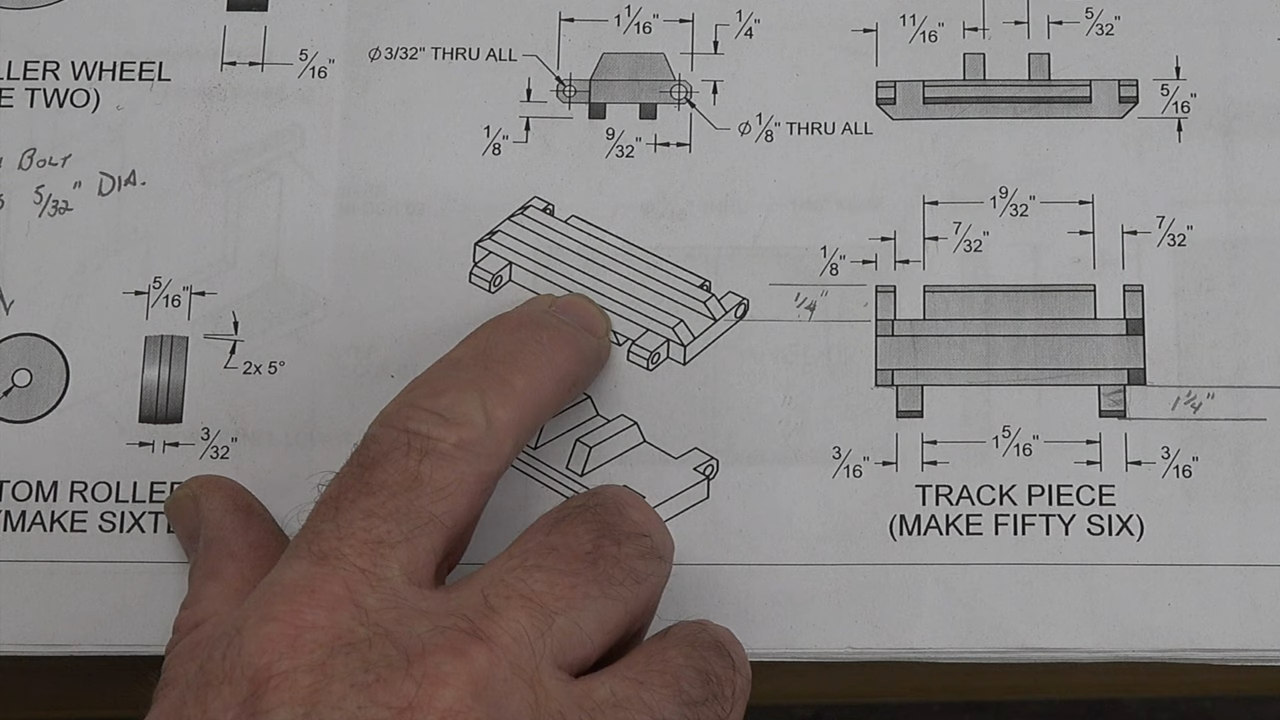 5/16"
LLER WHEEL
E TWO)
BOLT
5/32" DIA.
5/16"
2x 5°
3/32"
TOM ROLLE
(MAKE SIXT
1 1/16"
1/4"
Ø 3/32" THRU ALL
1/8"
9/32"
Ø 1/8" THRU ALL
11/16"
5/32"
5/16"
1 9/32"
7/32"
7/32"
1/8"
1/4"
1 1/4"
3/16"
1 5/16"
3/16"
TRACK PIECE
(MAKE FIFTY SIX)